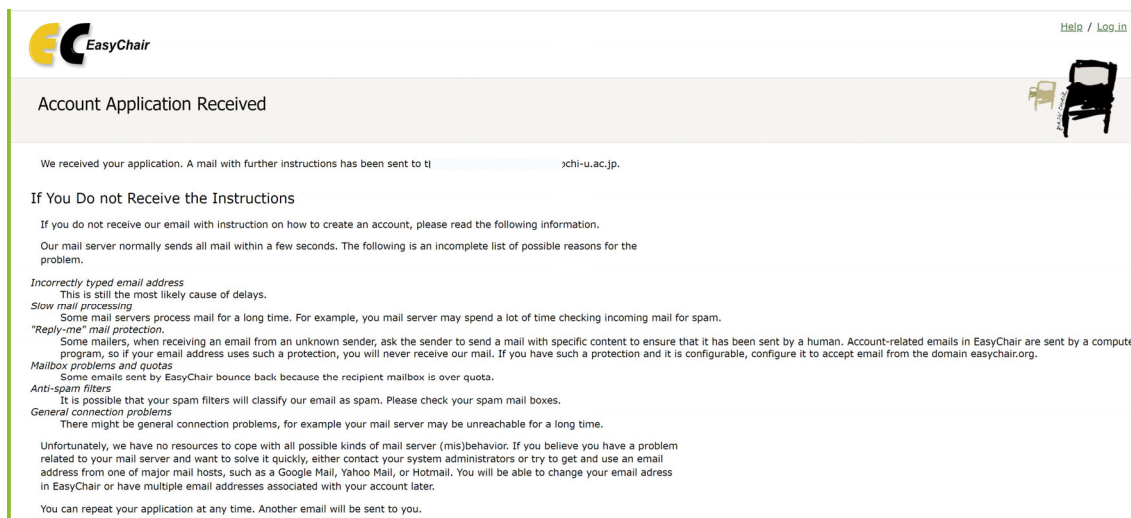 EC EasyChair
Help / Log in
Account Application Received
easy chair
We received your application. A mail with further instructions has been sent to t chi-u.ac.jp.
If You Do not Receive the Instructions
If you do not receive our email with instruction on how to create an account, please read the following information.
Our mail server normally sends all mail within a few seconds. The following is an incomplete list of possible reasons for the
problem.
Incorrectly typed email address
This is still the most likely cause of delays.
Slow mail processing
Some mail servers process mail for a long time. For example, you mail server may spend a lot of time checking incoming mail for spam.
"Reply-me" mail protection.
Some mailers, when receiving an email from an unknown sender, ask the sender to send a mail with specific content to ensure that it has been sent by a human. Account-related emails in EasyChair are sent by a compute
program, so if your email address uses such a protection, you will never receive our mail. If you have such a protection and it is configurable, configure it to accept email from the domain easychair.org.
Mailbox problems and quotas
Some emails sent by EasyChair bounce back because the recipient mailbox is over quota.
Anti-spam filters
It is possible that your spam filters will classify our email as spam. Please check your spam mail boxes.
General connection problems
There might be general connection problems, for example your mail server may be unreachable for a long time.
Unfortunately, we have no resources to cope with all possible kinds of mail server (mis)behavior. If you believe you have a problem
related to your mail server and want to solve it quickly, either contact your system administrators or try to get and use an email
address from one of major mail hosts, such as a Google Mail, Yahoo Mail, or Hotmail. You will be able to change your email adress
in EasyChair or have multiple email addresses associated with your account later.
You can repeat your application at any time. Another email will be sent to you.